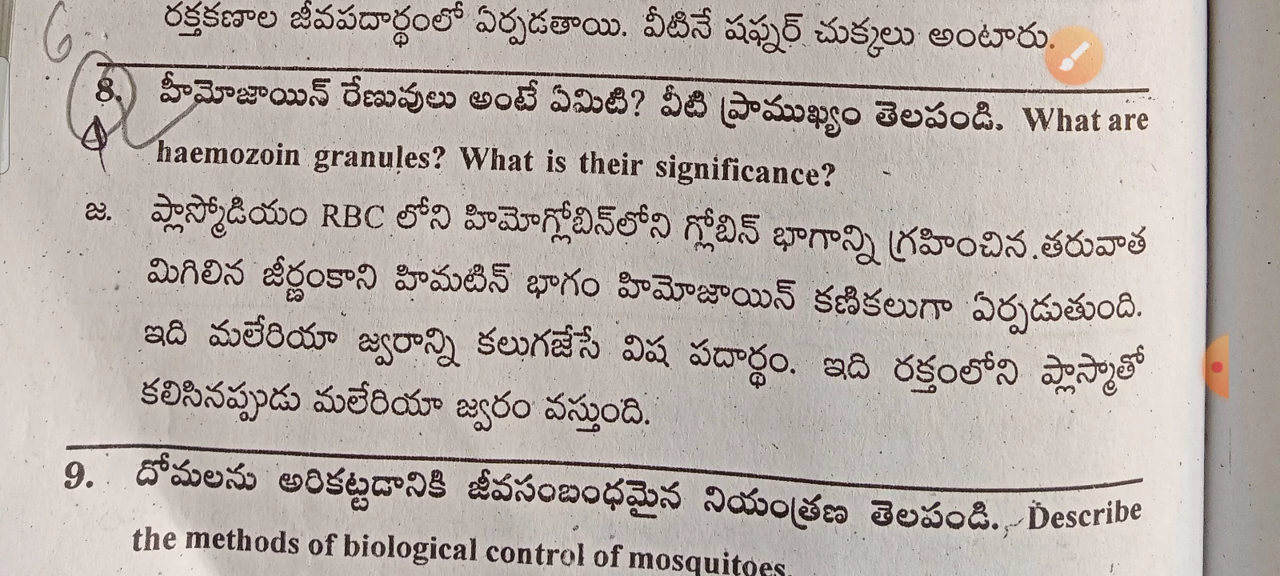 రక్తకణాల జీవపదార్థంలో ఏర్పడతాయి. వీటినే షఫ్నర్ చుక్కలు అంటారు.
8. హీమోజాయిన్ రేణువులు అంటే ఏమిటి? వీటి ప్రాముఖ్యం తెలపండి. What are
haemozoin granules? What is their significance?
జ. ప్లాస్మోడియం RBC లోని హిమోగ్లోబిన్‌లోని గ్లోబిన్ భాగాన్ని గ్రహించిన తరువాత
మిగిలిన జీర్ణంకాని హిమటిన్ భాగం హిమోజాయిన్ కణికలుగా ఏర్పడుతుంది.
ఇది మలేరియా జ్వరాన్ని కలుగజేసే విష పదార్థం. ఇది రక్తంలోని ప్లాస్మాతో
కలిసినప్పుడు మలేరియా జ్వరం వస్తుంది.
9. దోమలను అరికట్టడానికి జీవసంబంధమైన నియంత్రణ తెలపండి. Describe
the methods of biological control of mosquitoes.